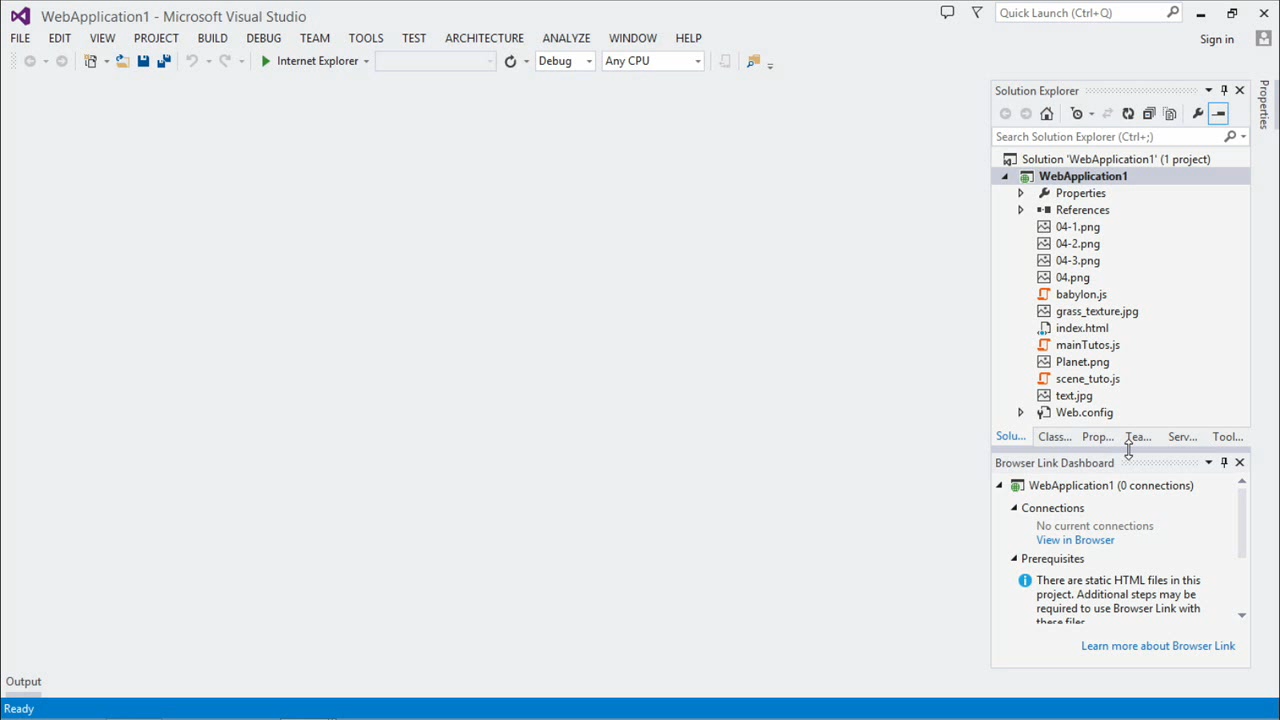 WebApplication1 - Microsoft Visual Studio
Quick Launch (Ctrl+Q)
FILE EDIT VIEW PROJECT BUILD DEBUG TEAM TOOLS TEST ARCHITECTURE ANALYZE WINDOW HELP
Sign in
Internet Explorer Debug Any CPU
Solution Explorer
Properties
Search Solution Explorer (Ctrl+;)
Solution 'WebApplication1' (1 project)
WebApplication1
Properties
References
04-1.png
04-2.png
04-3.png
04.png
babylon.js
grass_texture.jpg
index.html
mainTutos.js
Planet.png
scene_tuto.js
text.jpg
Web.config
Solu... Class... Prop... Tea... Serv... Tool...
Browser Link Dashboard
WebApplication1 (0 connections)
Connections
No current connections
View in Browser
Prerequisites
There are static HTML files in this
project. Additional steps may be
required to use Browser Link with
these files
Learn more about Browser Link
Output
Ready